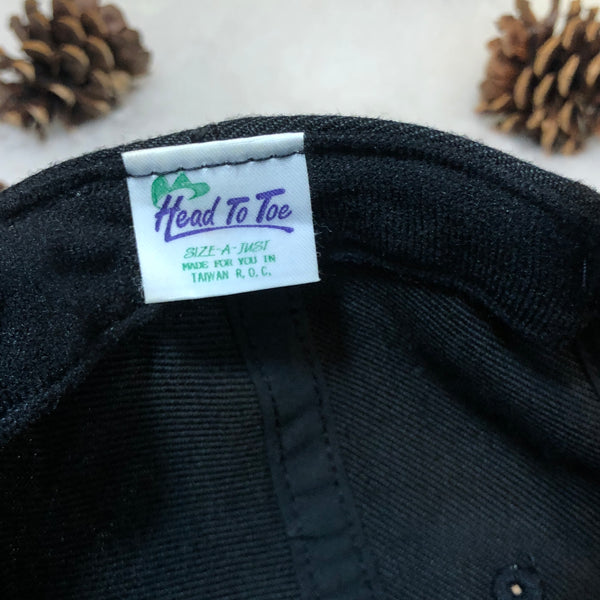 Head To Toe
SIZE-A-JUST
MADE FOR YOU IN
TAIWAN R.O.C.